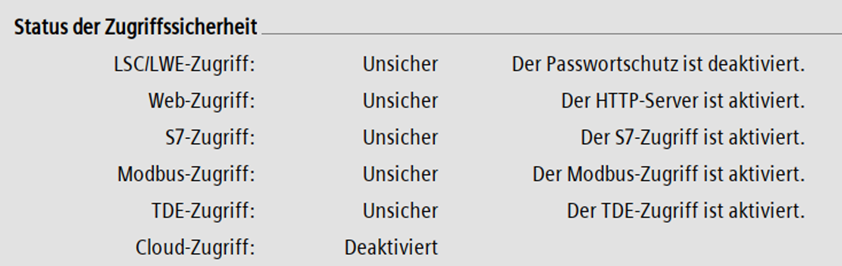 Status der Zugriffssicherheit
LSC/LWE-Zugriff: Unsicher Der Passwortschutz ist deaktiviert.
Web-Zugriff: Unsicher Der HTTP-Server ist aktiviert.
S7-Zugriff: Unsicher Der S7-Zugriff ist aktiviert.
Modbus-Zugriff: Unsicher Der Modbus-Zugriff ist aktiviert.
TDE-Zugriff: Unsicher Der TDE-Zugriff ist aktiviert.
Cloud-Zugriff: Deaktiviert